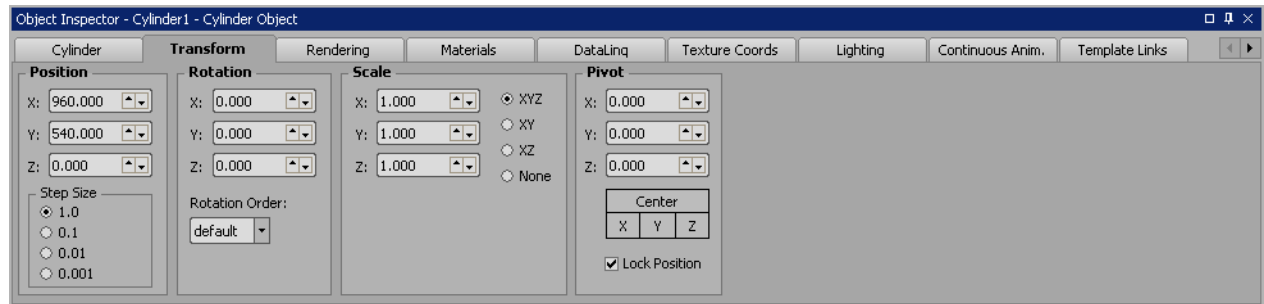 Object Inspector - Cylinder1 - Cylinder Object
Cylinder Transform Rendering Materials DataLinq Texture Coords Lighting Continuous Anim. Template Links
Position
X: 960.000
Y: 540.000
Z: 0.000
Step Size
1.0
0.1
0.01
0.001
Rotation
X: 0.000
Y: 0.000
Z: 0.000
Rotation Order:
default
Scale
X: 1.000
Y: 1.000
Z: 1.000
XYZ
XY
XZ
None
Pivot
X: 0.000
Y: 0.000
Z: 0.000
Center
X Y Z
Lock Position